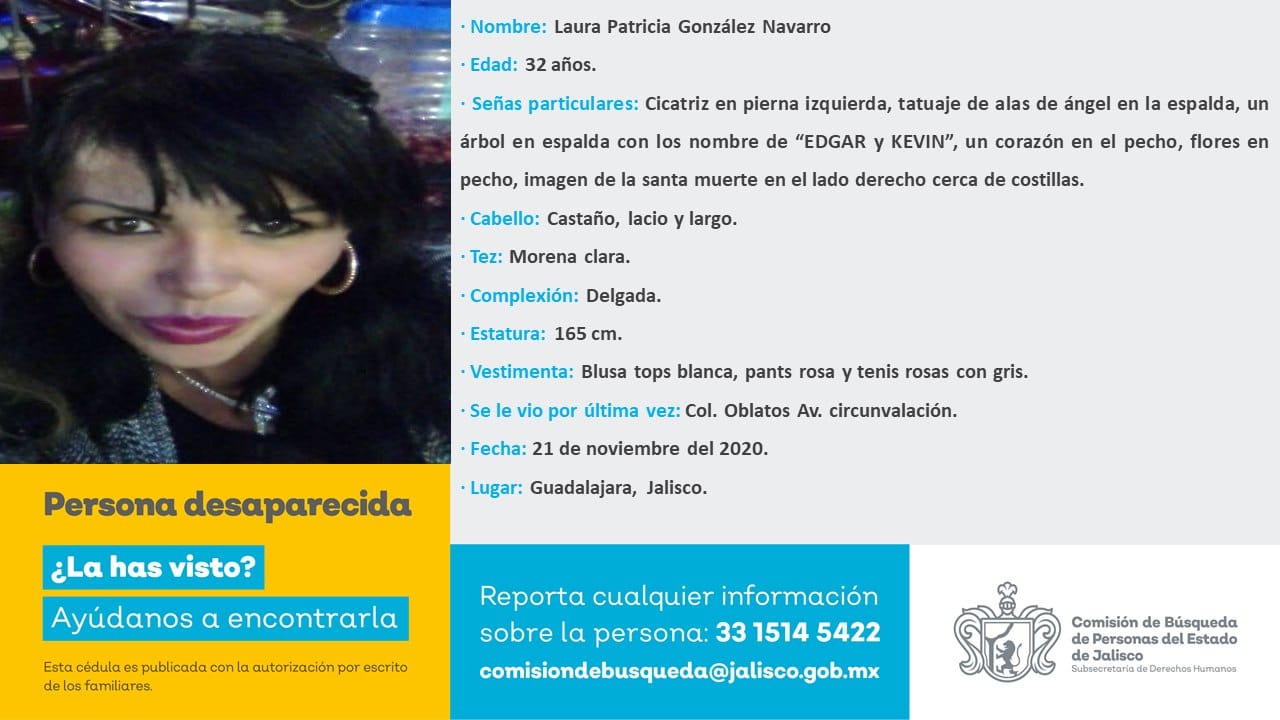 · Nombre: Laura Patricia González Navarro
· Edad: 32 años.
· Señas particulares: Cicatriz en pierna izquierda, tatuaje de alas de ángel en la espalda, un
árbol en espalda con los nombre de “EDGAR y KEVIN”, un corazón en el pecho, flores en
pecho, imagen de la santa muerte en el lado derecho cerca de costillas.
· Cabello: Castaño, lacio y largo.
· Tez: Morena clara.
· Complexión: Delgada.
· Estatura: 165 cm.
· Vestimenta: Blusa tops blanca, pants rosa y tenis rosas con gris.
· Se le vio por última vez: Col. Oblatos Av. circunvalación.
· Fecha: 21 de noviembre del 2020.
· Lugar: Guadalajara, Jalisco.
Persona desaparecida
¿La has visto?
Ayúdanos a encontrarla
Esta cédula es publicada con la autorización por escrito
de los familiares.
Reporta cualquier información
sobre la persona: 33 1514 5422
comisiondebusqueda@jalisco.gob.mx
Comisión de Búsqueda
de Personas del Estado
de Jalisco
Subsecretaría de Derechos Humanos